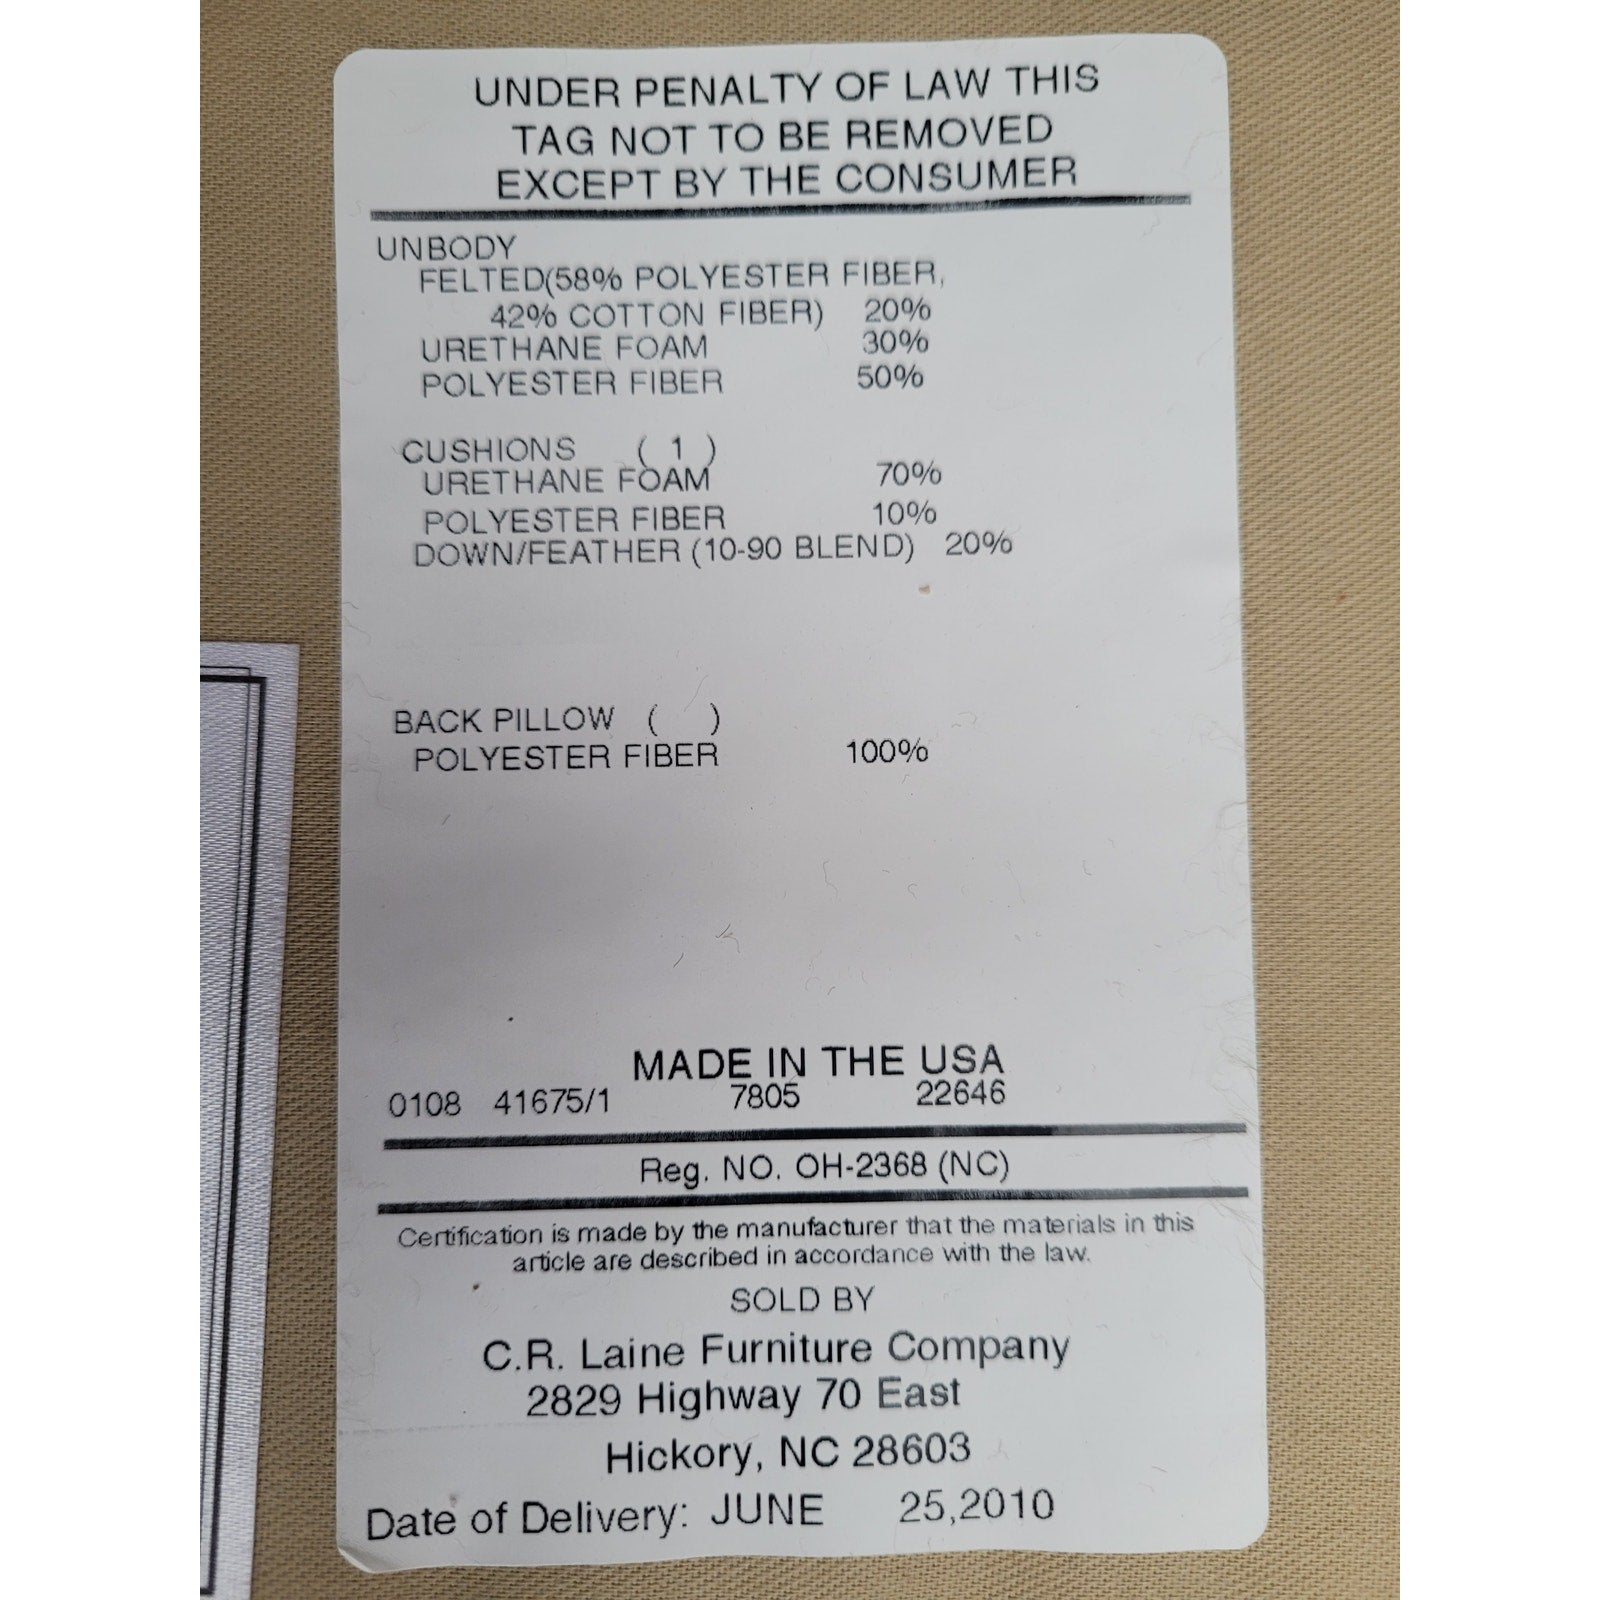 UNDER PENALTY OF LAW THIS
TAG NOT TO BE REMOVED
EXCEPT BY THE CONSUMER
UNBODY
FELTED(58% POLYESTER FIBER,
42% COTTON FIBER) 20%
URETHANE FOAM 30%
POLYESTER FIBER 50%
CUSHIONS ( 1 )
URETHANE FOAM 70%
POLYESTER FIBER 10%
DOWN/FEATHER (10-90 BLEND) 20%
BACK PILLOW ( )
POLYESTER FIBER 100%
MADE IN THE USA
0108 41675/1 7805 22646
Reg. NO. OH-2368 (NC)
Certification is made by the manufacturer that the materials in this
article are described in accordance with the law.
SOLD BY
C.R. Laine Furniture Company
2829 Highway 70 East
Hickory, NC 28603
Date of Delivery: JUNE 25,2010